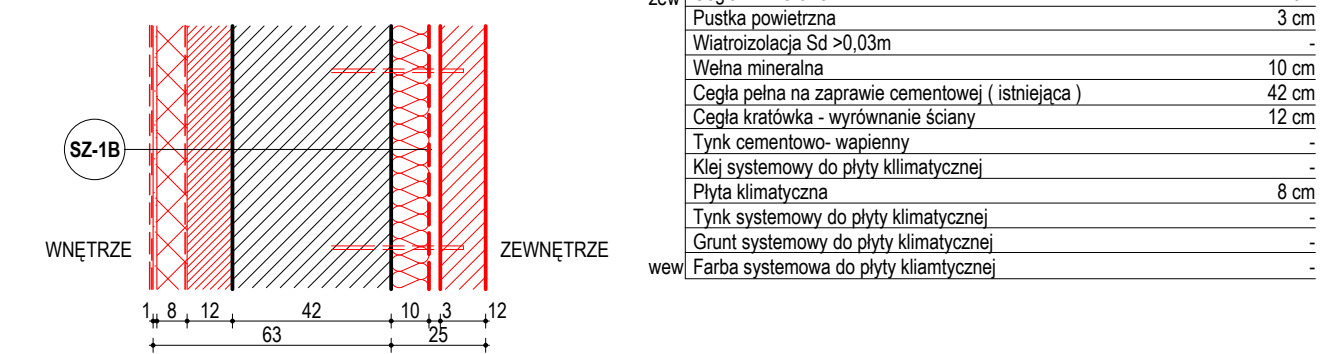 SZ-1B
WNĘTRZE
ZEWNĘTRZE
1 8 12 42 10 3 12
63 25
zew
Pustka powietrzna 3 cm
Wiatroizolacja Sd >0,03m -
Wełna mineralna 10 cm
Cegła pełna na zaprawie cementowej ( istniejąca ) 42 cm
Cegła kratówka - wyrównanie ściany 12 cm
Tynk cementowo- wapienny -
Klej systemowy do płyty kllimatycznej -
Płyta klimatyczna 8 cm
Tynk systemowy do płyty klimatycznej -
Grunt systemowy do płyty klimatycznej -
wew Farba systemowa do płyty kliamtycznej -